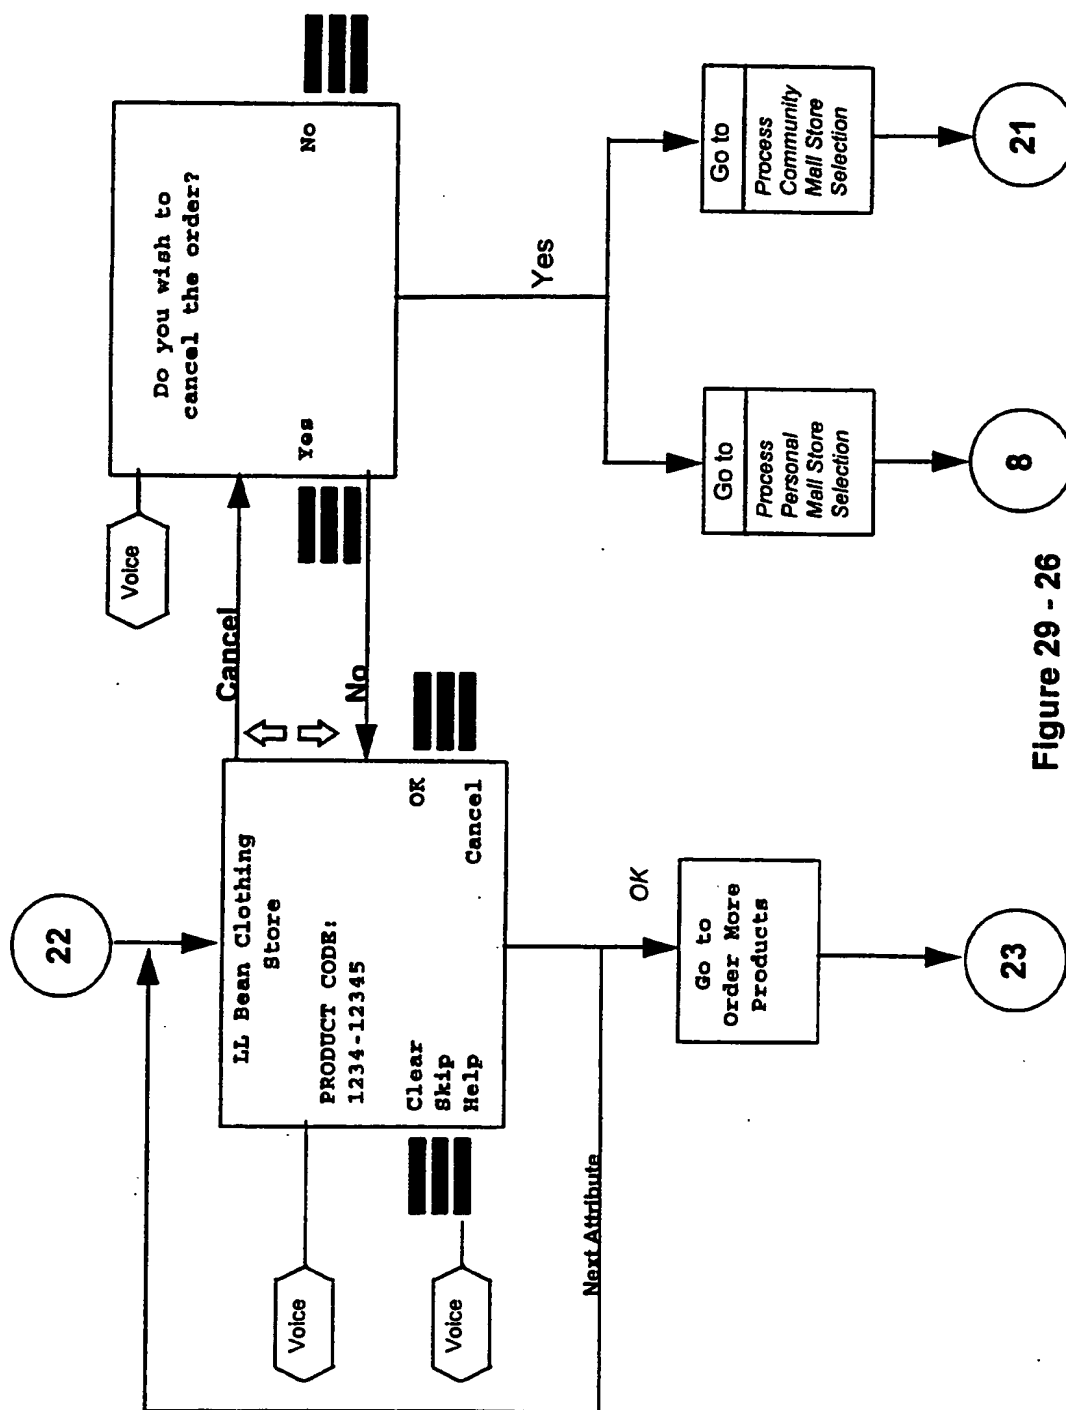 22
LL Bean Clothing
Store
PRODUCT CODE:
1234-12345
Clear
Skip
Help
OK
Cancel
Voice
Voice
Cancel
No
Voice
Do you wish to
cancel the order?
Yes
No
Next Attribute
OK
Go to
Order More
Products
23
Yes
Go to
Process
Personal
Mall Store
Selection
8
Go to
Process
Community
Mall Store
Selection
21
Figure 29 - 26